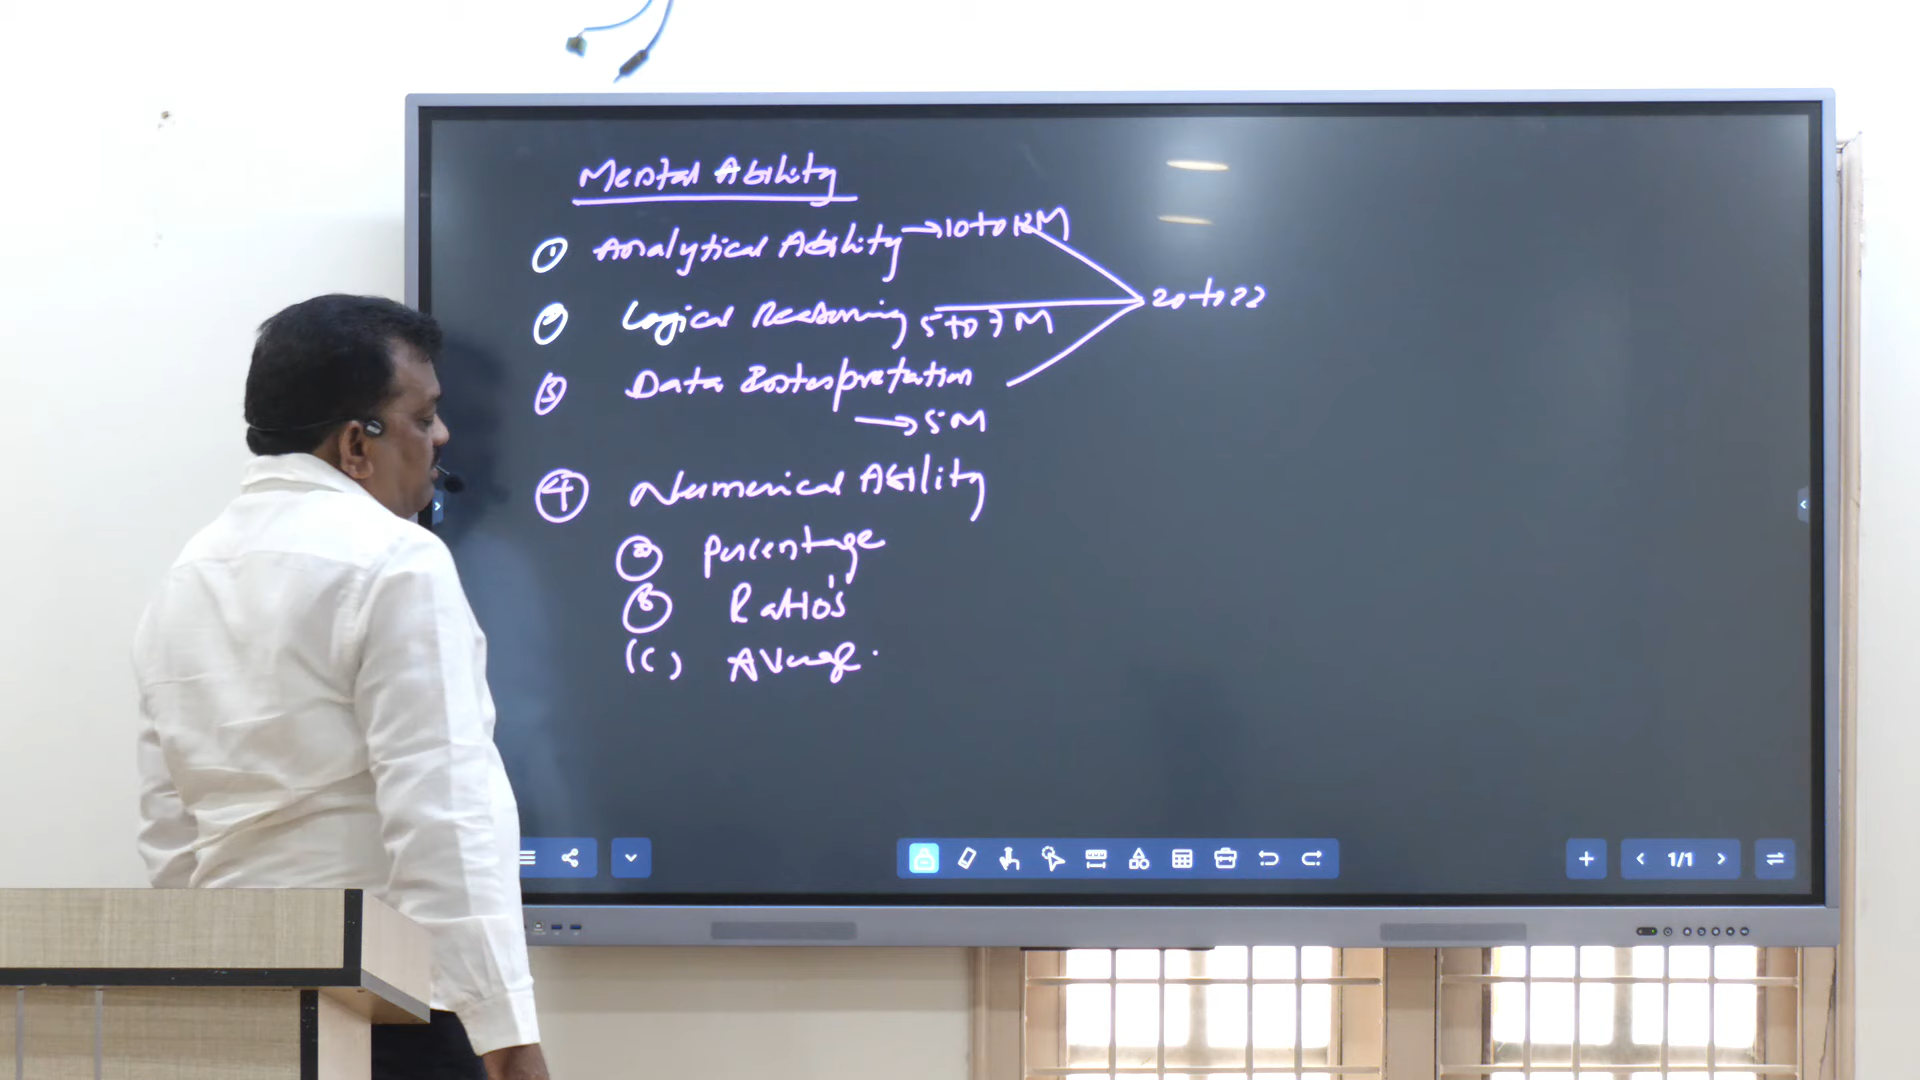 Mental Ability
① Analytical Ability →10 to 12M
② Logical Reasoning 5 to 7 M
20 to 22
③ Data Interpretation
→ 5 M
④ Numerical Ability
ⓐ Percentage
ⓑ Ratio's
(c) Average.
1/1